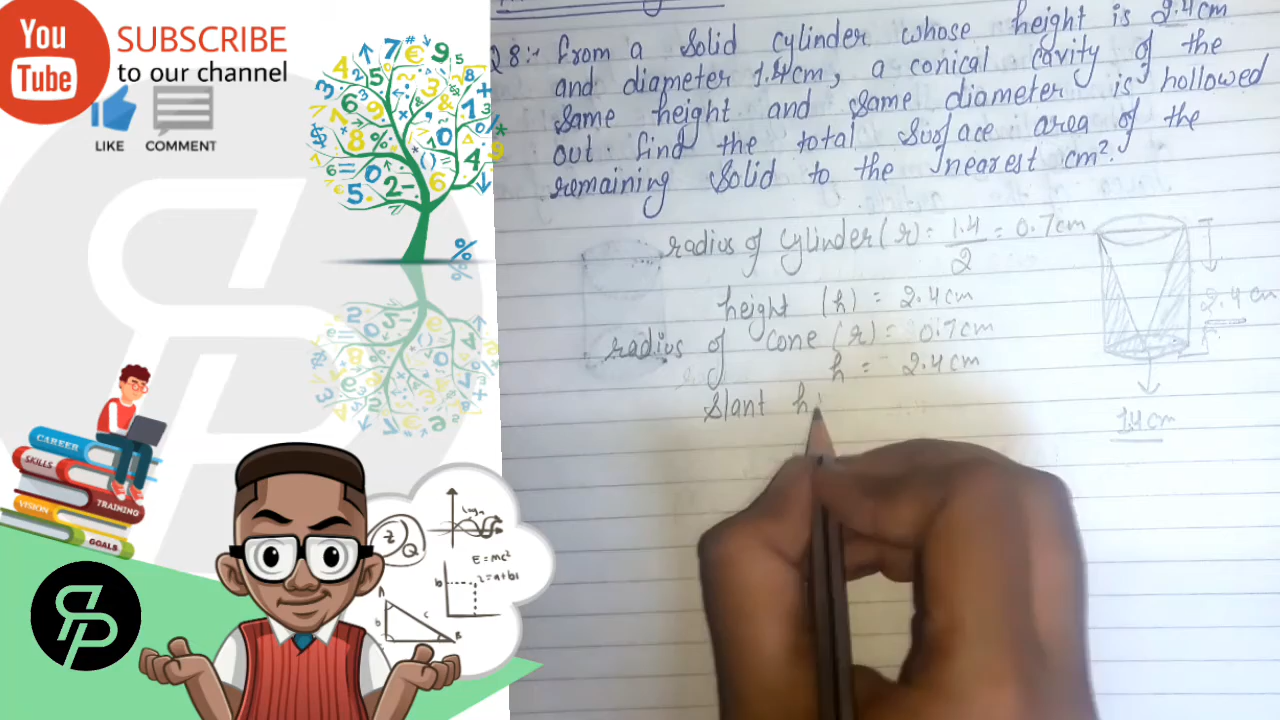 You
Tube
SUBSCRIBE
to our channel
LIKE COMMENT
CAREER
SKILLS
TRAINING
VISION
GOALS
E=mc²
Q8:- from a solid cylinder whose height is 2.4cm
and diameter 1.4cm, a conical cavity of the
same height and same diameter is hollowed
out. find the total surface area of the
remaining solid to the nearest cm².
radius of cylinder (r) = 1.4/2 = 0.7cm
height (h) = 2.4cm
radius of cone (r) = 0.7cm
h = 2.4cm
Slant h
2.4 cm
1.4 cm